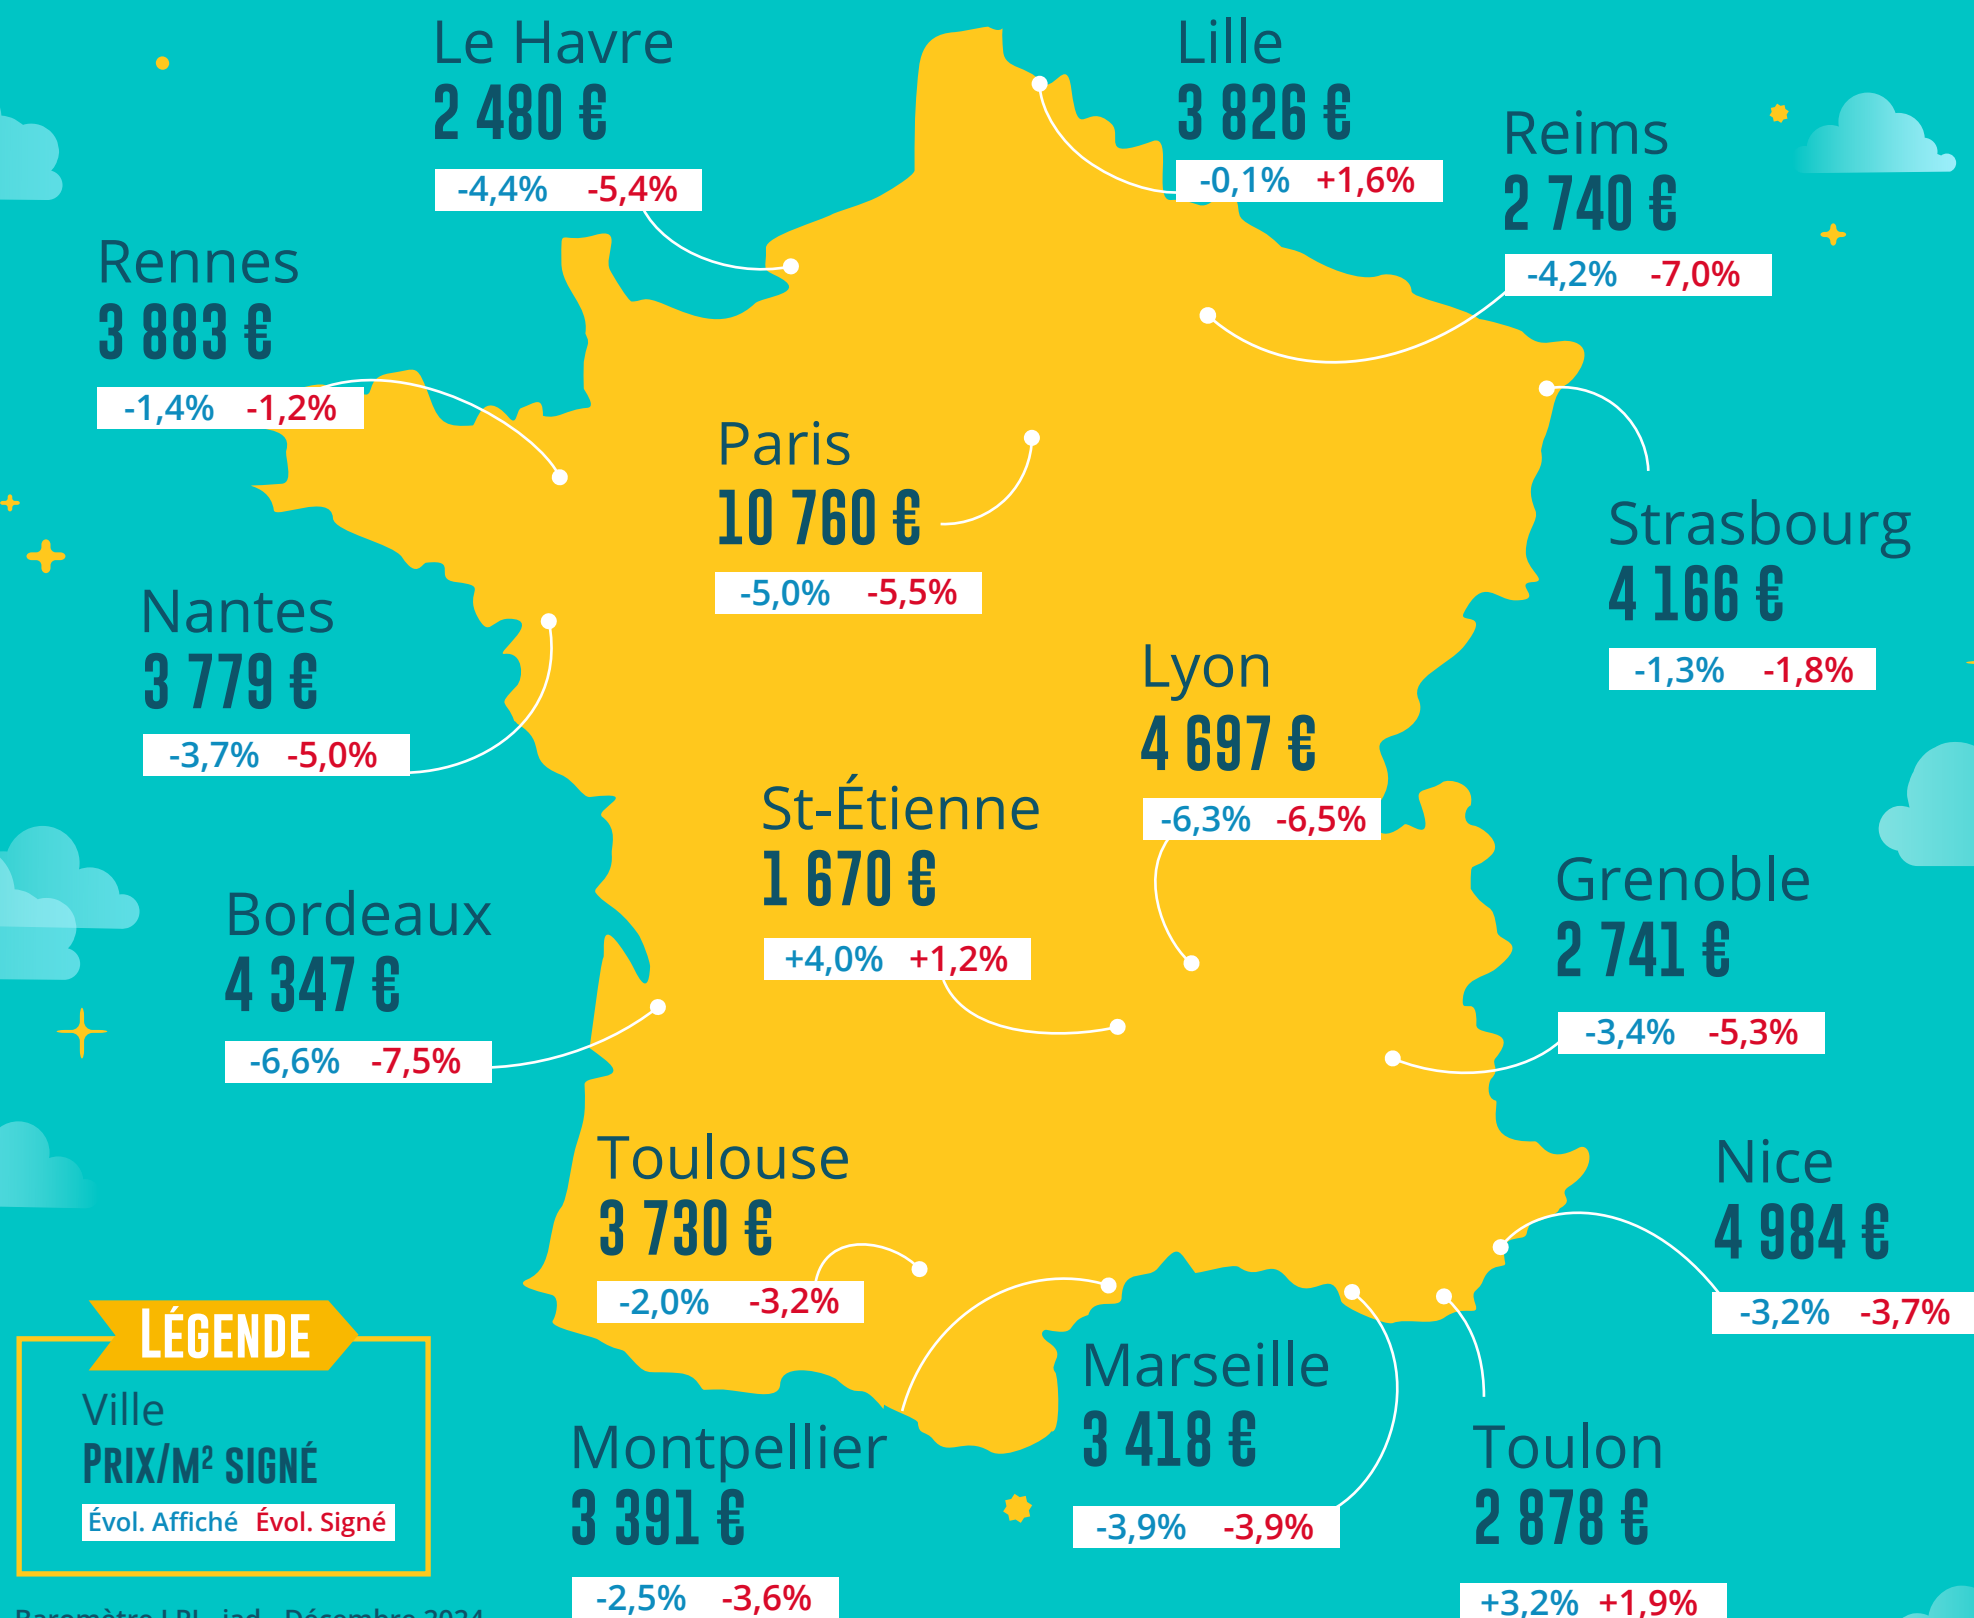 Le Havre
2 480 €
-4,4% -5,4%
Lille
3 826 €
-0,1% +1,6%
Reims
2 740 €
-4,2% -7,0%
Rennes
3 883 €
-1,4% -1,2%
Paris
10 760 €
-5,0% -5,5%
Strasbourg
4 166 €
-1,3% -1,8%
Nantes
3 779 €
-3,7% -5,0%
Lyon
4 697 €
-6,3% -6,5%
St-Étienne
1 670 €
+4,0% +1,2%
Bordeaux
4 347 €
-6,6% -7,5%
Grenoble
2 741 €
-3,4% -5,3%
Toulouse
3 730 €
-2,0% -3,2%
Nice
4 984 €
-3,2% -3,7%
Marseille
3 418 €
-3,9% -3,9%
Montpellier
3 391 €
-2,5% -3,6%
Toulon
2 878 €
+3,2% +1,9%
LÉGENDE
Ville
PRIX/M² SIGNÉ
Évol. Affiché Évol. Signé
Baromètre LPI - iad - Décembre 2024